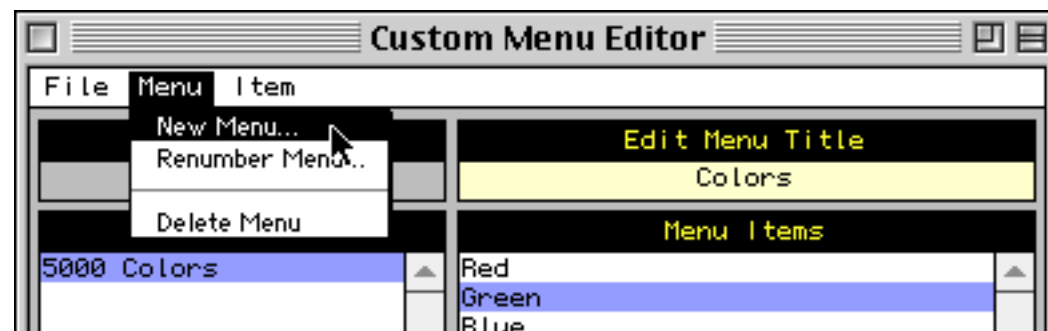 Custom Menu Editor
File Menu Item
New Menu...
Renumber Menu...
Delete Menu
Edit Menu Title
Colors
5000 Colors
Menu Items
Red
Green
Blue